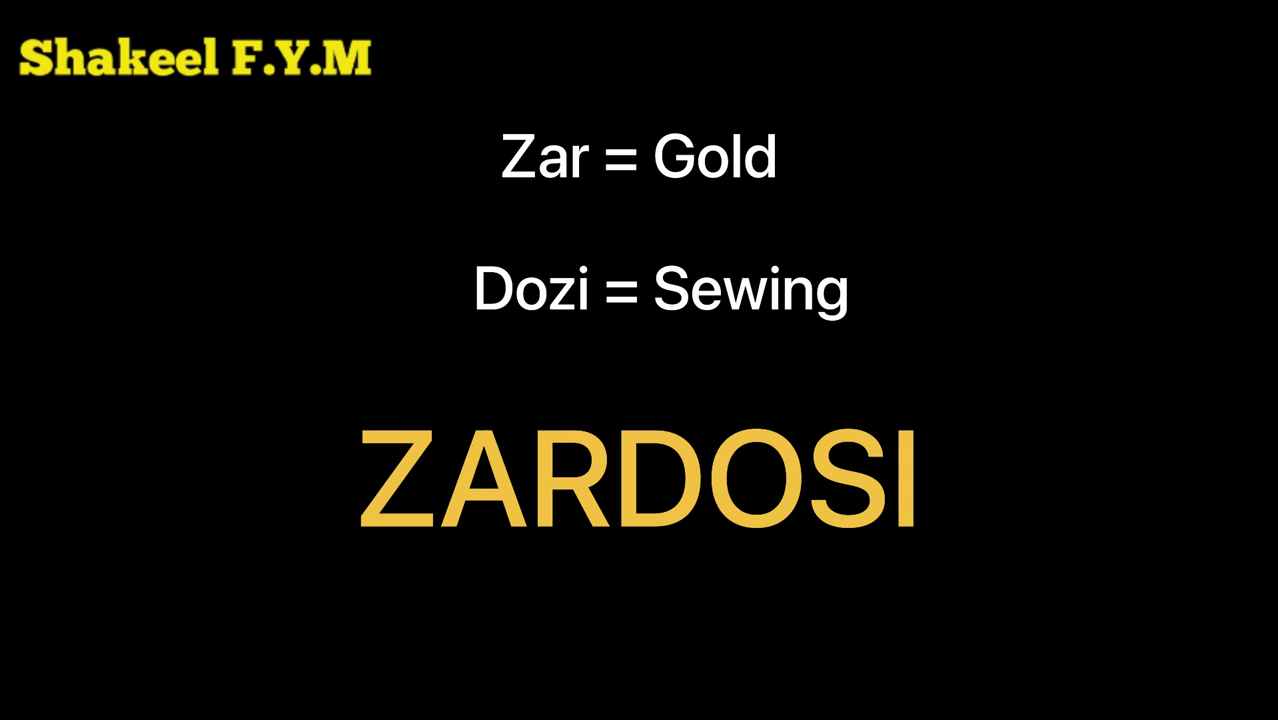 Shakeel F.Y.M
Zar = Gold
Dozi = Sewing
ZARDOSI